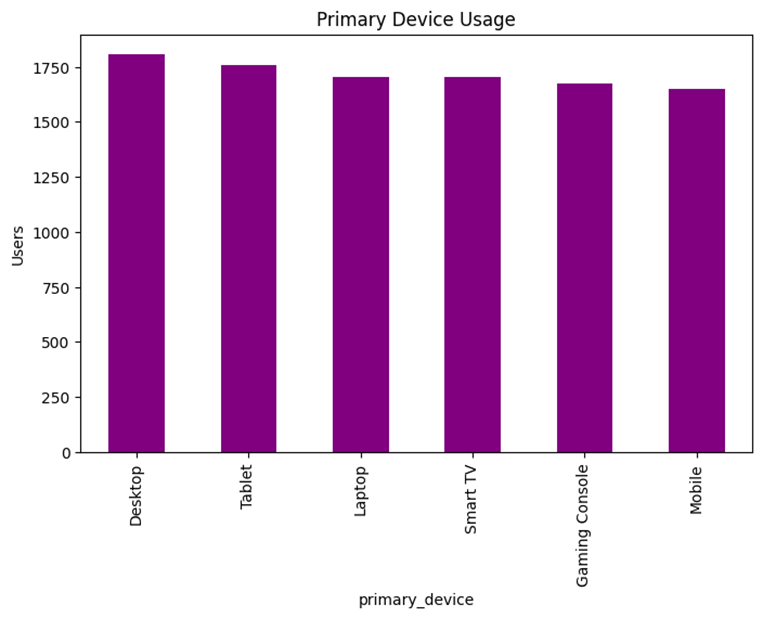 Primary Device Usage
Users
1750
1500
1250
1000
750
500
250
0
Desktop
Tablet
Laptop
Smart TV
Gaming Console
Mobile
primary_device